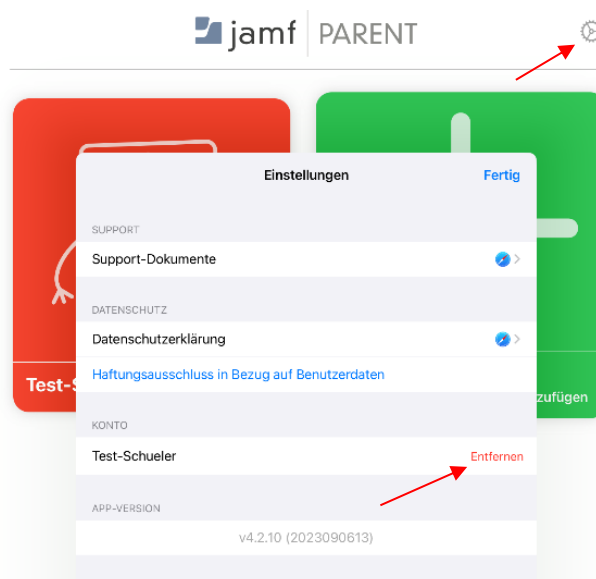 jamf PARENT
Einstellungen
Fertig
SUPPORT
Support-Dokumente
DATENSCHUTZ
Datenschutzerklärung
Haftungsausschluss in Bezug auf Benutzerdaten
Test-S
zufügen
KONTO
Test-Schueler
Entfernen
APP-VERSION
v4.2.10 (2023090613)